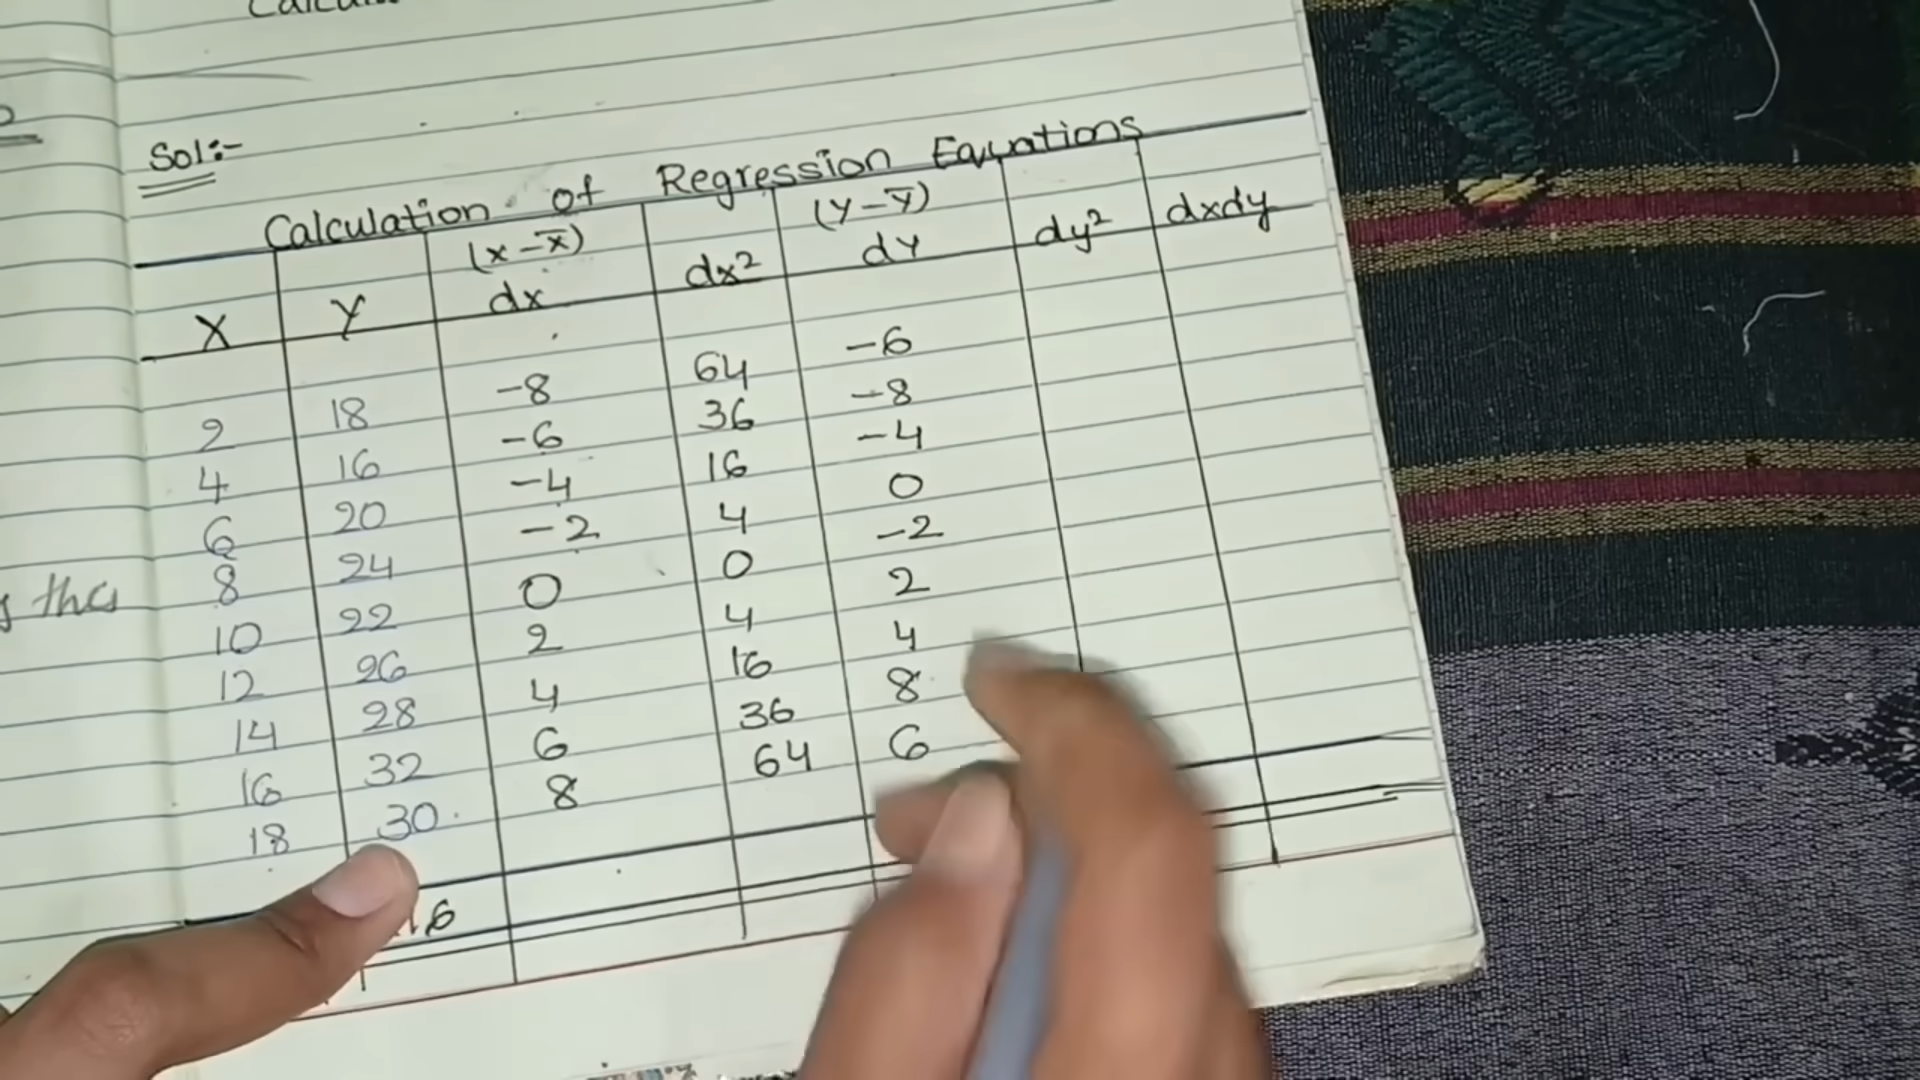 Sol:-
Calculation of Regression Equations
X Y (x-x̅) dx dx² (y-y̅) dy dy² dxdy
2 18 -8 64 -6
4 16 -6 36 -8
6 20 -4 16 -4
8 24 -2 4 0
10 22 0 0 -2
12 26 2 4 2
14 28 4 16 4
16 32 6 36 8
18 30 8 64 6